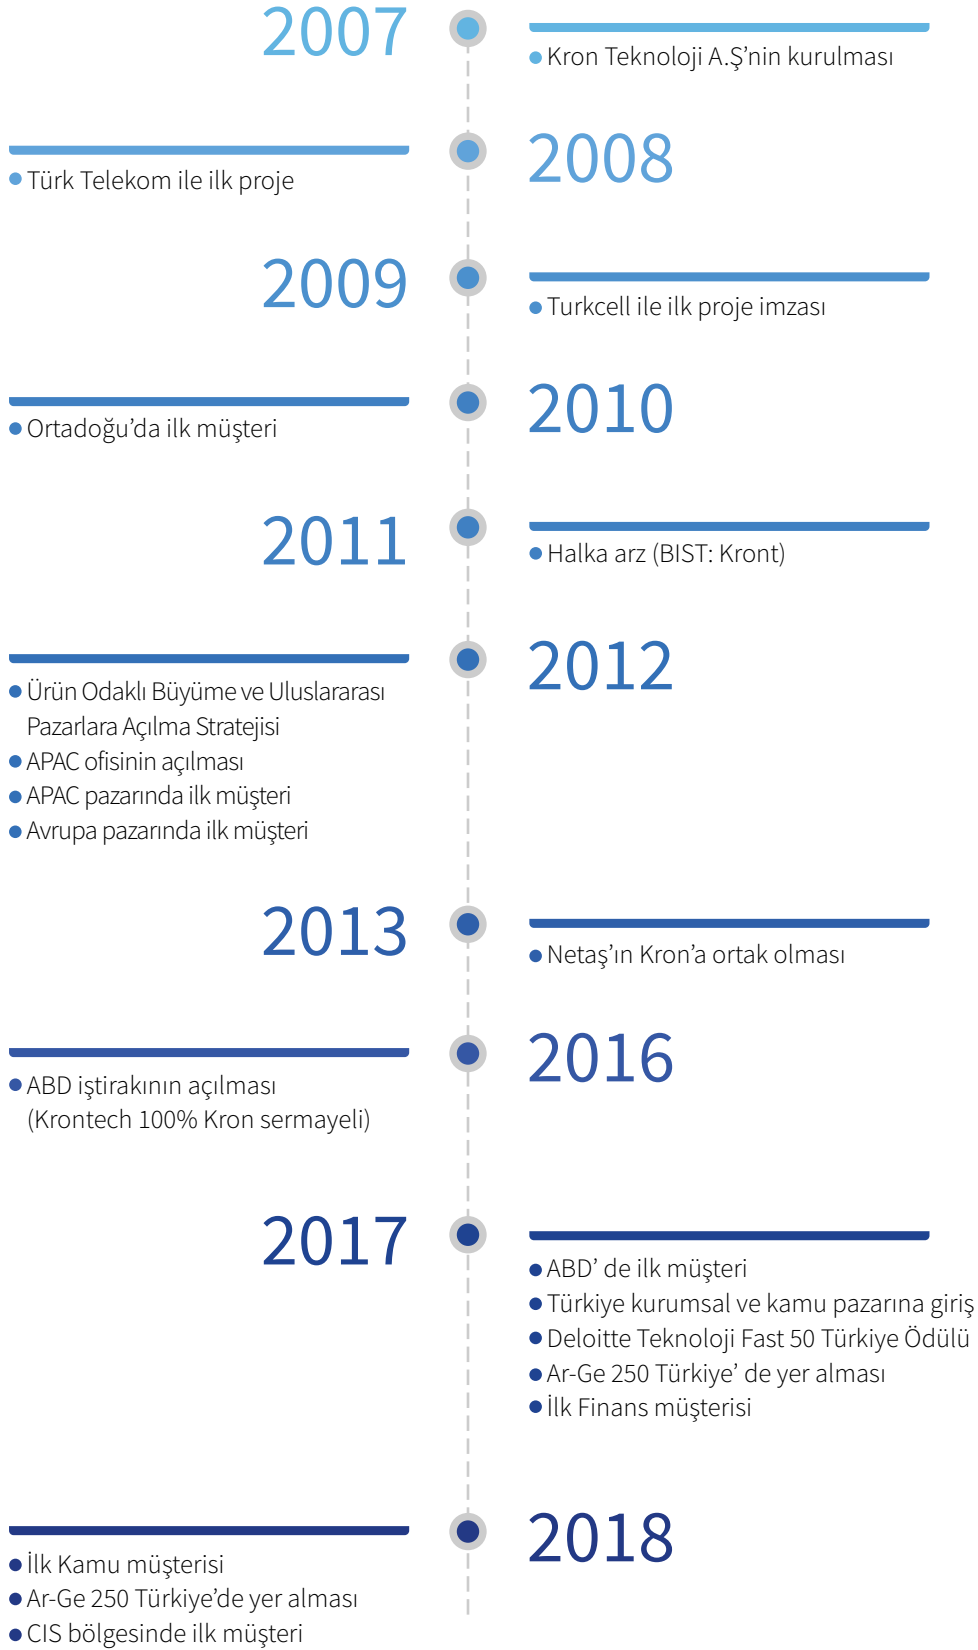 2007
Kron Teknoloji A.Ş’nin kurulması
2008
Türk Telekom ile ilk proje
2009
Turkcell ile ilk proje imzası
2010
Ortadoğu’da ilk müşteri
2011
Halka arz (BIST: Kront)
2012
Ürün Odaklı Büyüme ve Uluslararası
Pazarlara Açılma Stratejisi
APAC ofisinin açılması
APAC pazarında ilk müşteri
Avrupa pazarında ilk müşteri
2013
Netaş’ın Kron’a ortak olması
2016
ABD iştirakının açılması
(Krontech 100% Kron sermayeli)
2017
ABD’ de ilk müşteri
Türkiye kurumsal ve kamu pazarına giriş
Deloitte Teknoloji Fast 50 Türkiye Ödülü
Ar-Ge 250 Türkiye’ de yer alması
İlk Finans müşterisi
2018
İlk Kamu müşterisi
Ar-Ge 250 Türkiye’de yer alması
CIS bölgesinde ilk müşteri